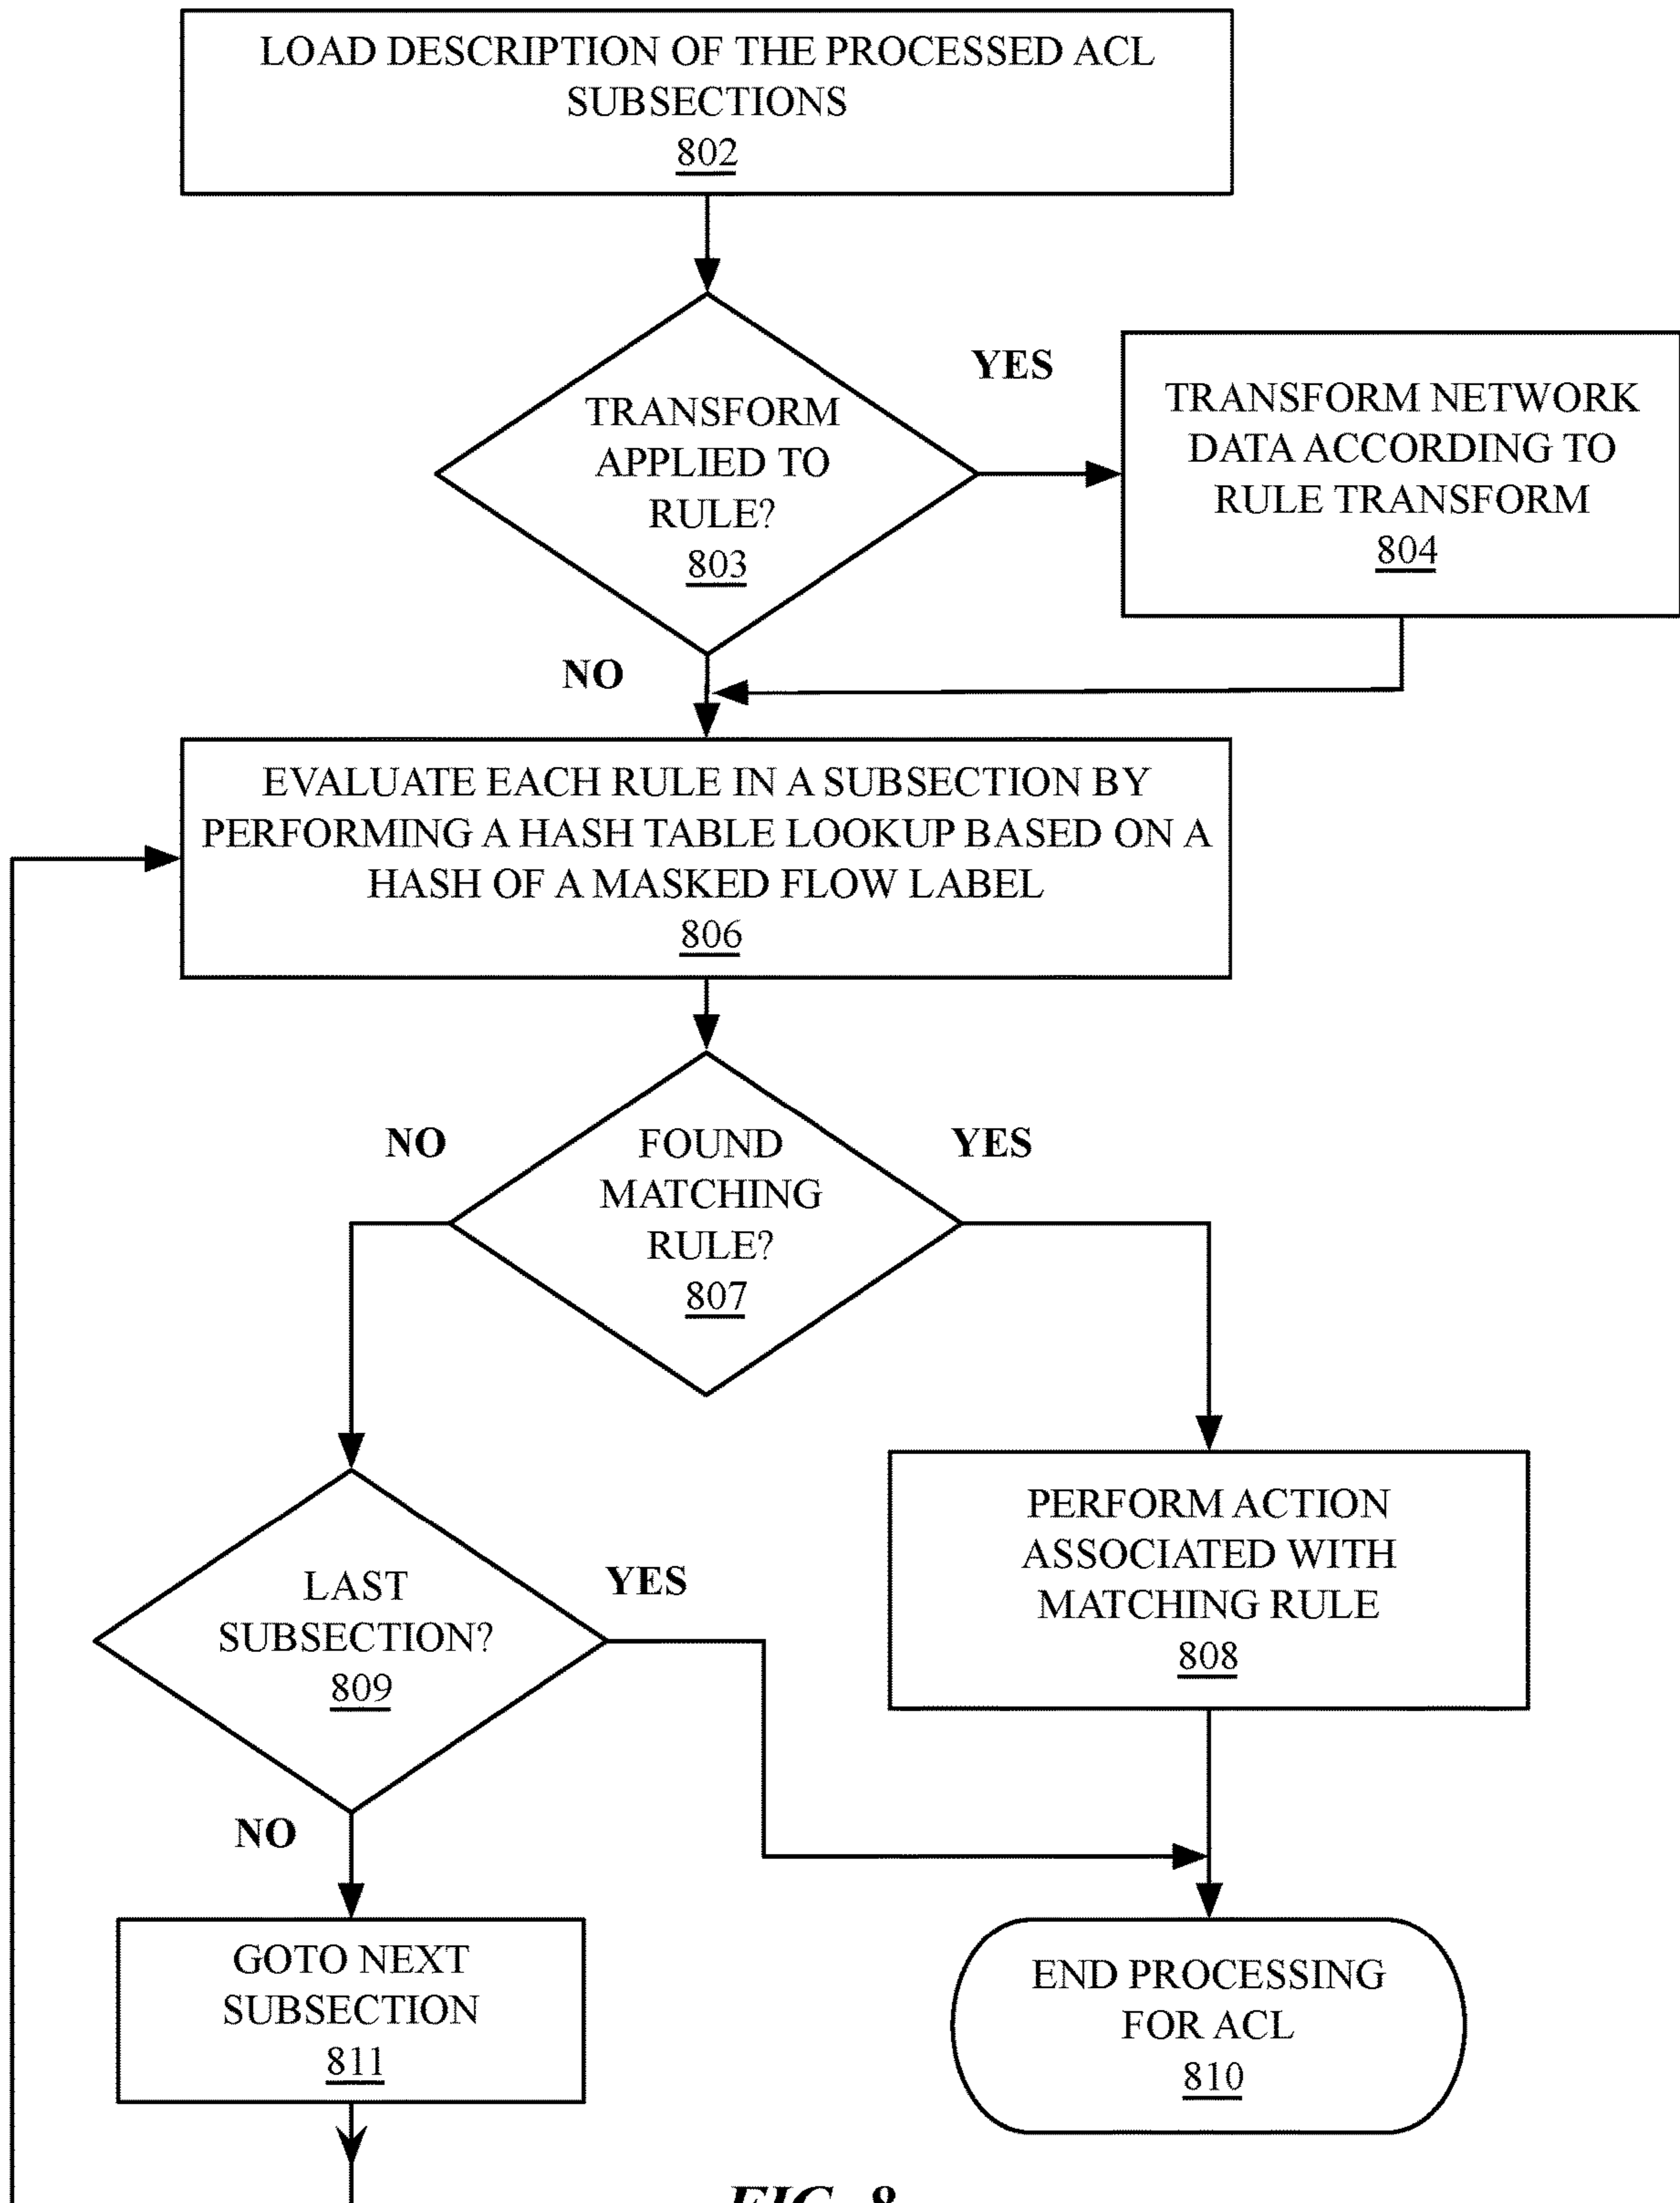 LOAD DESCRIPTION OF THE PROCESSED ACL
SUBSECTIONS
802
TRANSFORM
APPLIED TO
RULE?
803
YES
TRANSFORM NETWORK
DATA ACCORDING TO
RULE TRANSFORM
804
NO
EVALUATE EACH RULE IN A SUBSECTION BY
PERFORMING A HASH TABLE LOOKUP BASED ON A
HASH OF A MASKED FLOW LABEL
806
NO
FOUND
MATCHING
RULE?
807
YES
PERFORM ACTION
ASSOCIATED WITH
MATCHING RULE
808
LAST
SUBSECTION?
809
YES
NO
GOTO NEXT
SUBSECTION
811
END PROCESSING
FOR ACL
810
FIG. 8